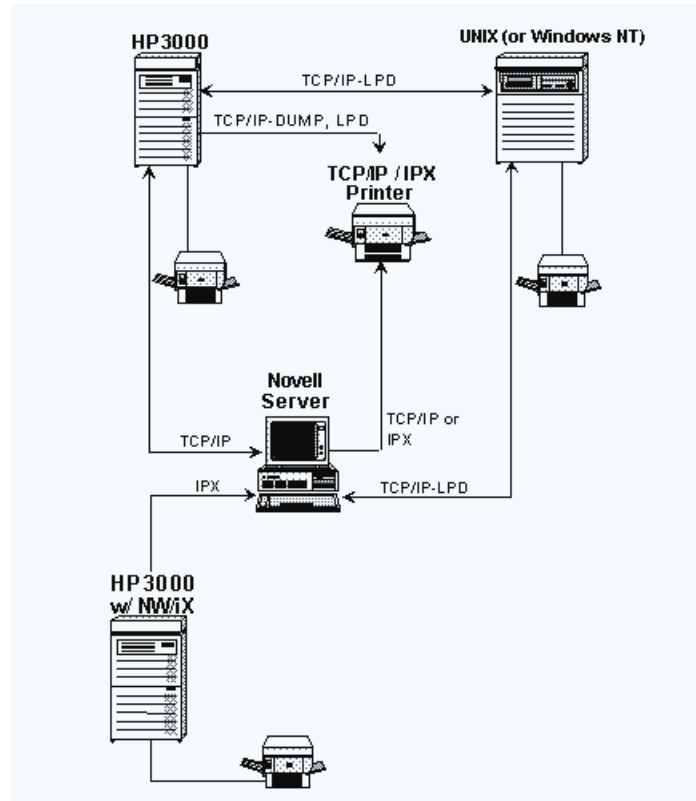 HP3000
UNIX (or Windows NT)
TCP/IP-LPD
TCP/IP-DUMP, LPD
TCP/IP / IPX
Printer
Novell
Server
TCP/IP or
IPX
TCP/IP
IPX
TCP/IP-LPD
HP3000
w/ NW/iX